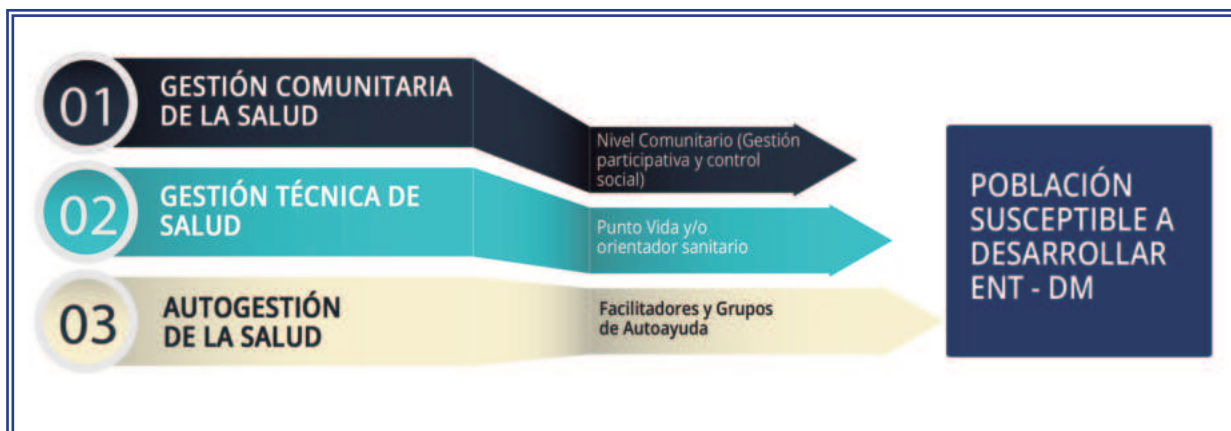 01
GESTIÓN COMUNITARIA
DE LA SALUD
Nivel Comunitario (Gestión
participativa y control
social)
02
GESTIÓN TÉCNICA DE
SALUD
Punto Vida y/o
orientador sanitario
03
AUTOGESTIÓN
DE LA SALUD
Facilitadores y Grupos
de Autoayuda
POBLACIÓN
SUSCEPTIBLE A
DESARROLLAR
ENT - DM